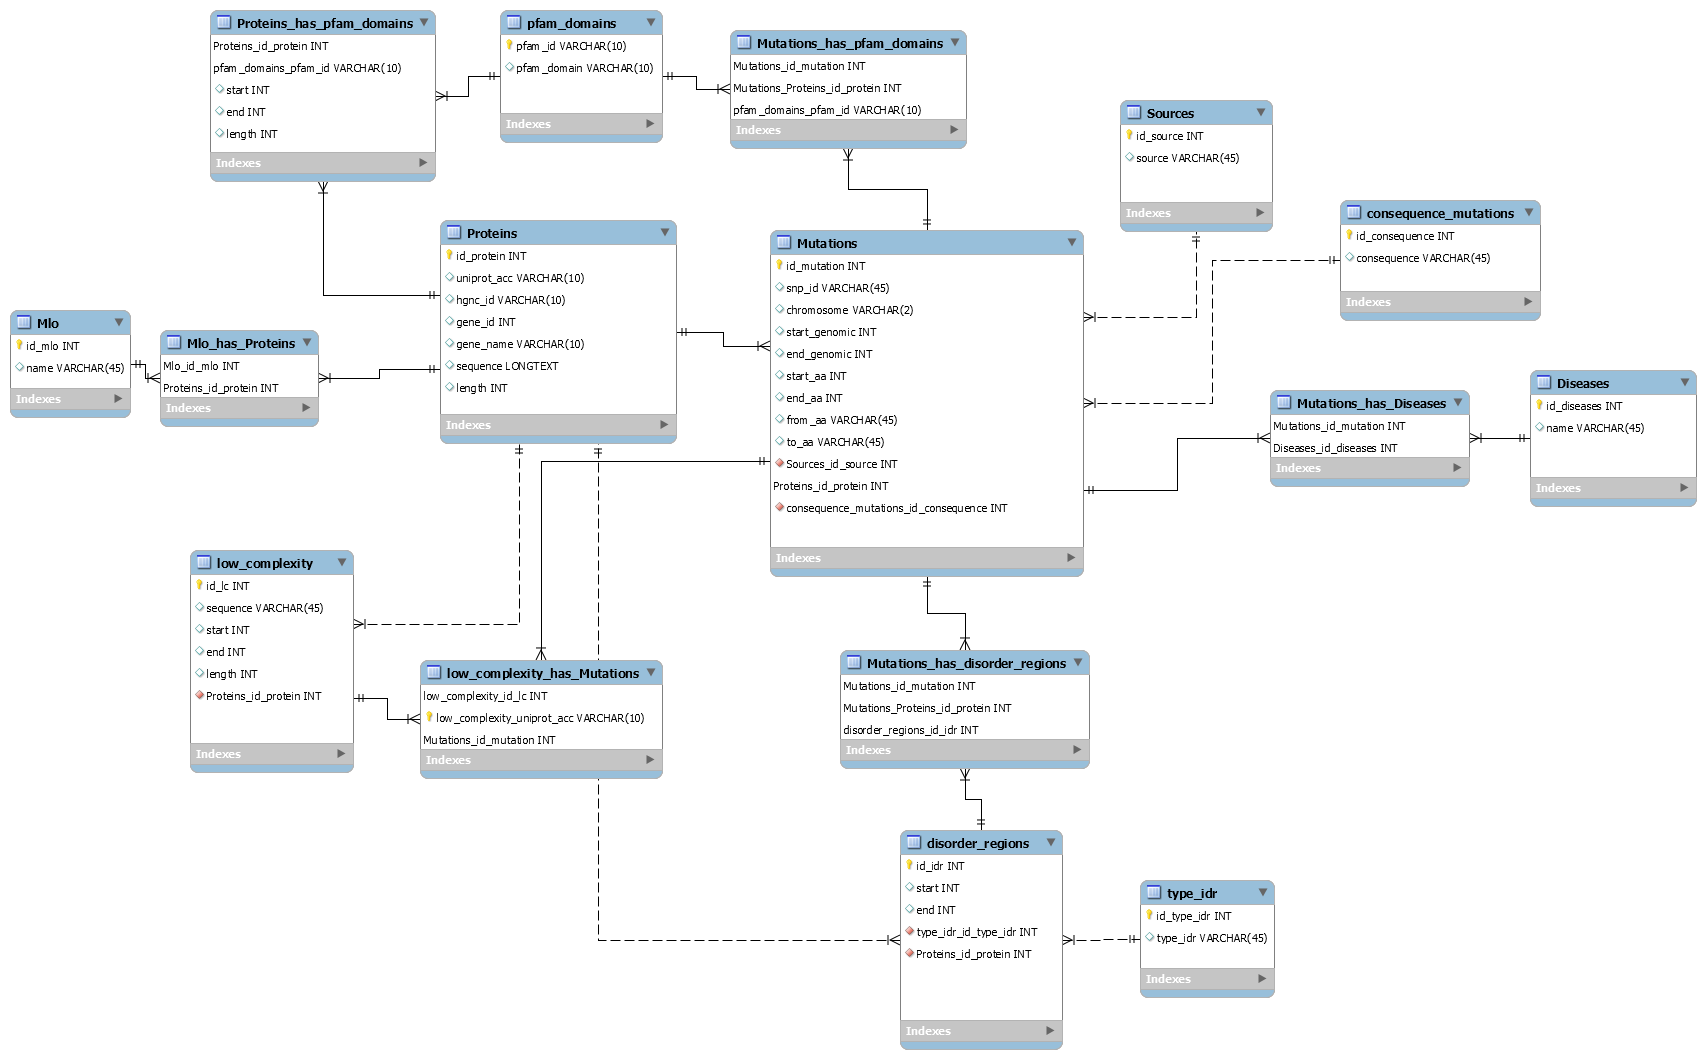 Proteins_has_pfam_domains
Proteins_id_protein INT
pfam_domains_pfam_id VARCHAR(10)
start INT
end INT
length INT
Indexes
pfam_domains
pfam_id VARCHAR(10)
pfam_domain VARCHAR(10)
Indexes
Mutations_has_pfam_domains
Mutations_id_mutation INT
Mutations_Proteins_id_protein INT
pfam_domains_pfam_id VARCHAR(10)
Indexes
Sources
id_source INT
source VARCHAR(45)
Indexes
consequence_mutations
id_consequence INT
consequence VARCHAR(45)
Indexes
Proteins
id_protein INT
uniprot_acc VARCHAR(10)
hgnc_id VARCHAR(10)
gene_id INT
gene_name VARCHAR(10)
sequence LONGTEXT
length INT
Indexes
Mutations
id_mutation INT
snp_id VARCHAR(45)
chromosome VARCHAR(2)
start_genomic INT
end_genomic INT
start_aa INT
end_aa INT
from_aa VARCHAR(45)
to_aa VARCHAR(45)
Sources_id_source INT
Proteins_id_protein INT
consequence_mutations_id_consequence INT
Indexes
Mlo
id_mlo INT
name VARCHAR(45)
Indexes
Mlo_has_Proteins
Mlo_id_mlo INT
Proteins_id_protein INT
Indexes
Mutations_has_Diseases
Mutations_id_mutation INT
Diseases_id_diseases INT
Indexes
Diseases
id_diseases INT
name VARCHAR(45)
Indexes
low_complexity
id_lc INT
sequence VARCHAR(45)
start INT
end INT
length INT
Proteins_id_protein INT
Indexes
low_complexity_has_Mutations
low_complexity_id_lc INT
low_complexity_uniprot_acc VARCHAR(10)
Mutations_id_mutation INT
Indexes
Mutations_has_disorder_regions
Mutations_id_mutation INT
Mutations_Proteins_id_protein INT
disorder_regions_id_idr INT
Indexes
disorder_regions
id_idr INT
start INT
end INT
type_idr_id_type_idr INT
Proteins_id_protein INT
Indexes
type_idr
id_type_idr INT
type_idr VARCHAR(45)
Indexes